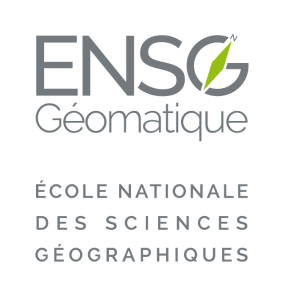 ENSG
N
Géomatique
ÉCOLE NATIONALE
DES SCIENCES
GÉOGRAPHIQUES